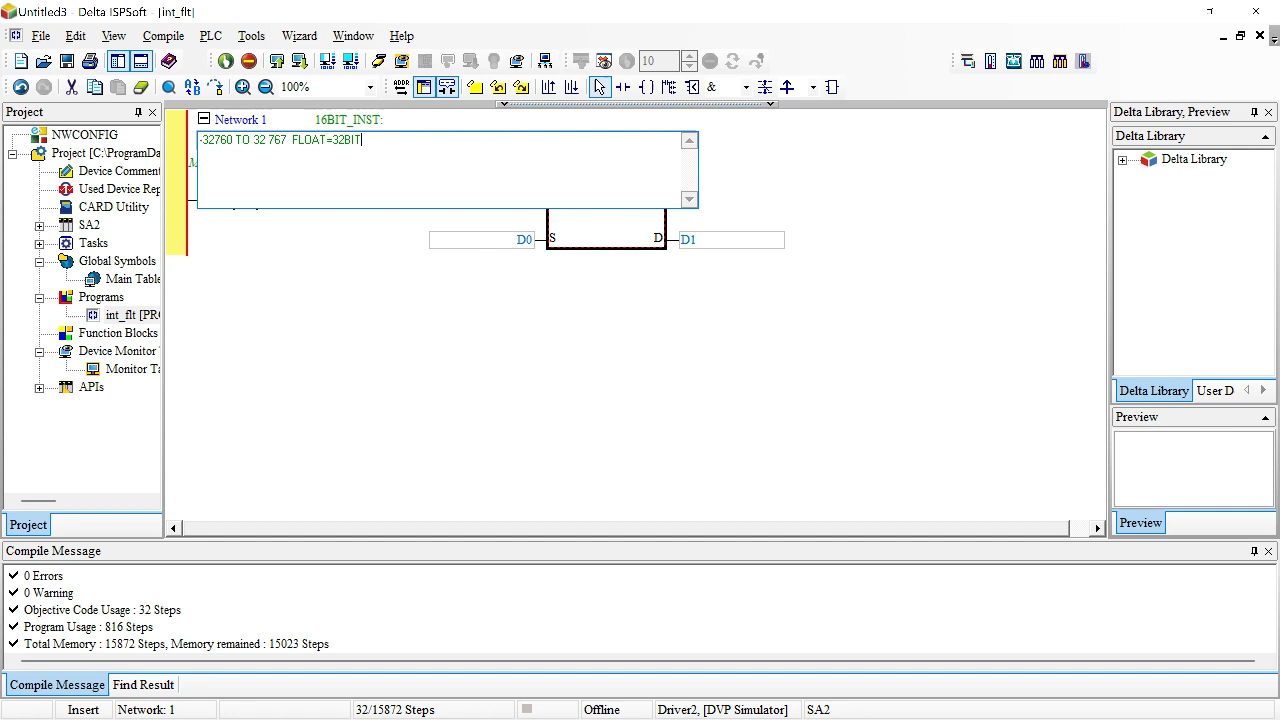 Untitled3 - Delta ISPSoft - [int_flt]
File Edit View Compile PLC Tools Wizard Window Help
10
100%
&
Project
NWCONFIG
Project [C:\ProgramDa
Device Comment
Used Device Rep
CARD Utility
SA2
Tasks
Global Symbols
Main Table
Programs
int_flt [PRO
Function Blocks
Device Monitor
Monitor Ta
APIs
Project
Network 1 16BIT_INST:
-32760 TO 32 767 FLOAT=32BIT
M
D0 S D D1
Delta Library, Preview
Delta Library
Delta Library
Delta Library User D
Preview
Preview
Compile Message
0 Errors
0 Warning
Objective Code Usage : 32 Steps
Program Usage : 816 Steps
Total Memory : 15872 Steps, Memory remained : 15023 Steps
Compile Message Find Result
Insert Network: 1 32/15872 Steps Offline Driver2, [DVP Simulator] SA2